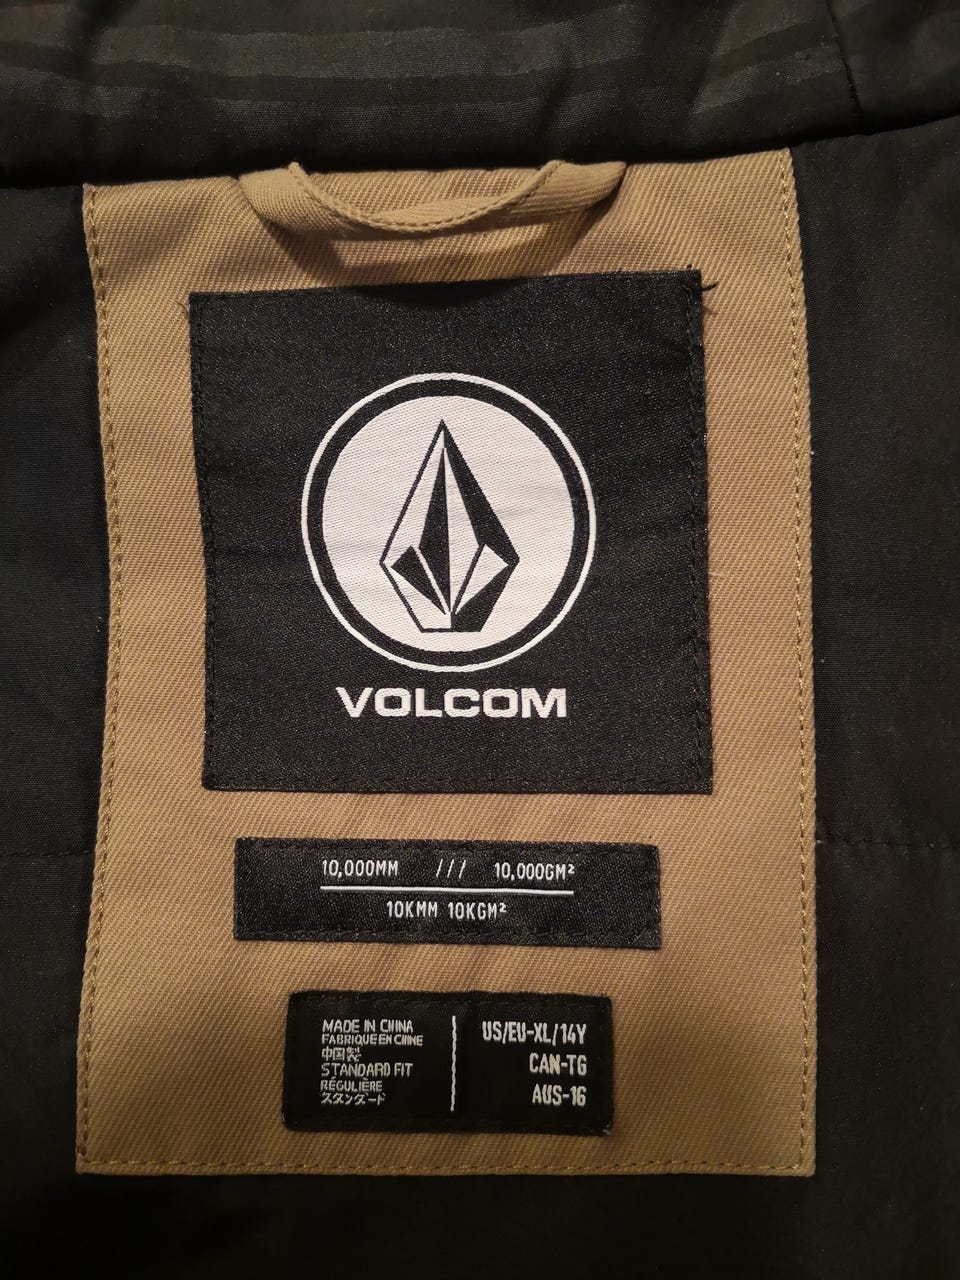 VOLCOM
10,000MM /// 10,000GM²
10KMM 10KGM²
MADE IN CHINA
FABRIQUE EN CHINE
中国製
STANDARD FIT
RÉGULIÈRE
スタンダード
US/EU-XL/14Y
CAN-TG
AUS-16